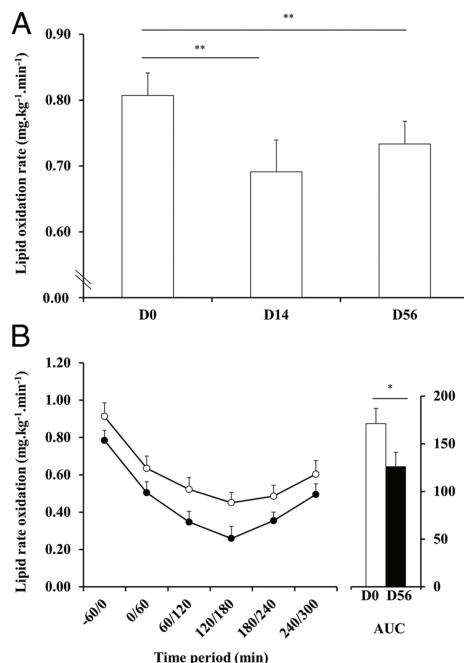 A
Lipid oxidation rate (mg.kg-1.min-1)
0.90
0.80
0.70
0.60
0.00
**
**
D0
D14
D56
B
Lipid rate oxidation (mg.kg-1.min-1)
1.20
1.00
0.80
0.60
0.40
0.20
0.00
-60/0
0/60
60/120
120/180
180/240
240/300
Time period (min)
*
200
150
100
50
0
D0 D56
AUC